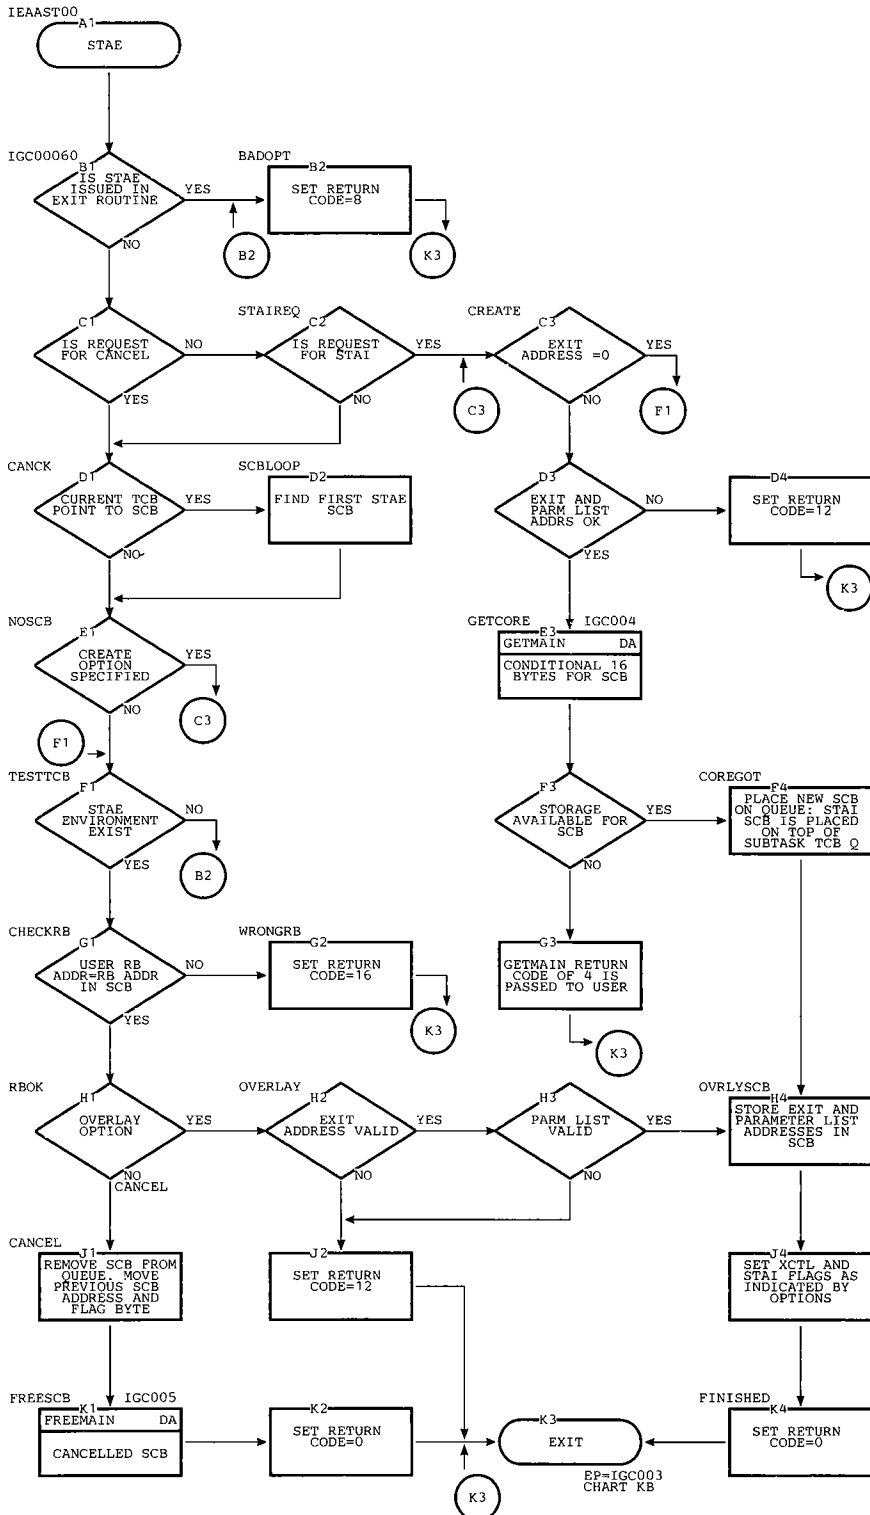 IEAAST00
A1
STAE
IGC00060
B1
IS STAE
ISSUED IN
EXIT ROUTINE
YES
NO
BADOPT
B2
SET RETURN
CODE=8
B2
K3
C1
IS REQUEST
FOR CANCEL
NO
YES
STAIREQ
C2
IS REQUEST
FOR STAI
YES
NO
CREATE
C3
EXIT
ADDRESS =0
YES
NO
C3
F1
CANCK
D1
CURRENT TCB
POINT TO SCB
YES
NO
SCBLOOP
D2
FIND FIRST STAE
SCB
D3
EXIT AND
PARM LIST
ADDRS OK
NO
YES
D4
SET RETURN
CODE=12
K3
NOSCB
E1
CREATE
OPTION
SPECIFIED
YES
NO
C3
GETCORE
E3
IGC004
GETMAIN DA
CONDITIONAL 16
BYTES FOR SCB
F1
TESTTCB
F1
STAE
ENVIRONMENT
EXIST
NO
YES
B2
F3
STORAGE
AVAILABLE FOR
SCB
YES
NO
COREGOT
F4
PLACE NEW SCB
ON QUEUE: STAI
SCB IS PLACED
ON TOP OF
SUBTASK TCB Q
CHECKRB
G1
USER RB
ADDR=RB ADDR
IN SCB
NO
YES
WRONGRB
G2
SET RETURN
CODE=16
K3
G3
GETMAIN RETURN
CODE OF 4 IS
PASSED TO USER
K3
RBOK
H1
OVERLAY
OPTION
YES
NO
CANCEL
OVERLAY
H2
EXIT
ADDRESS VALID
YES
NO
H3
PARM LIST
VALID
YES
NO
OVRLYSCB
H4
STORE EXIT AND
PARAMETER LIST
ADDRESSES IN
SCB
CANCEL
J1
REMOVE SCB FROM
QUEUE. MOVE
PREVIOUS SCB
ADDRESS AND
FLAG BYTE
J2
SET RETURN
CODE=12
J4
SET XCTL AND
STAI FLAGS AS
INDICATED BY
OPTIONS
FREESCB
K1
IGC005
FREEMAIN DA
CANCELLED SCB
K2
SET RETURN
CODE=0
K3
K3
EXIT
EP=IGC003
CHART KB
FINISHED
K4
SET RETURN
CODE=0